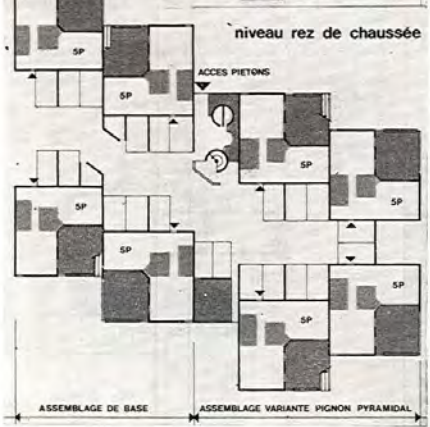 niveau rez de chaussée
5P
ACCES PIETONS
5P
5P
5P
5P
5P
5P
5P
ASSEMBLAGE DE BASE
ASSEMBLAGE VARIANTE PIGNON PYRAMIDAL